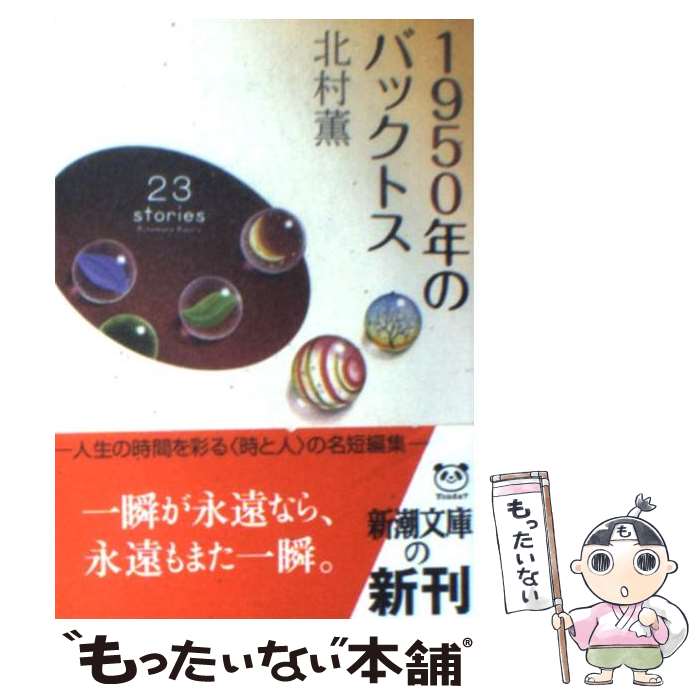 1950年の
バックトス
北村薫
23
stories
Kitamura Kaoru
―人生の時間を彩る〈時と人〉の名短編集―
一瞬が永遠なら、
永遠もまた一瞬。
Yonda?
新潮文庫
の
新刊
もったいない
も
"もったいない本舗®